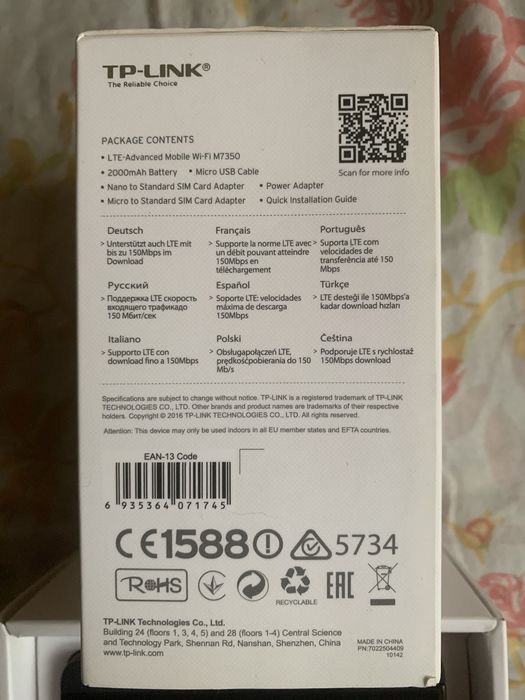 TP-LINK®
The Reliable Choice
PACKAGE CONTENTS
• LTE-Advanced Mobile Wi-Fi M7350
• 2000mAh Battery • Micro USB Cable
• Nano to Standard SIM Card Adapter • Power Adapter
• Micro to Standard SIM Card Adapter • Quick Installation Guide
Scan for more info
Deutsch
> Unterstützt auch LTE mit
bis zu 150Mbps im
Download
Français
> Supporte la norme LTE avec
un débit pouvant atteindre
150Mbps en
téléchargement
Português
> Suporta LTE com
velocidades de
transferência até 150
Mbps
Русский
> Поддержка LTE скорость
входящего трафикадо
150 Мбит/сек
Español
> Soporte LTE: velocidades
máxima de descarga
150Mbps
Türkçe
> LTE desteği ile 150Mbps'a
kadar download hızları
Italiano
> Supporto LTE con
download fino a 150Mbps
Polski
> Obsługapołączeń LTE,
prędkośćpobierania do 150
Mb/s
Čeština
> Podporuje LTE s rychlostaž
150Mbps download
Specifications are subject to change without notice. TP-LINK is a registered trademark of TP-LINK
TECHNOLOGIES CO., LTD. Other brands and product names are trademarks of their respective
holders. Copyright © 2016 TP-LINK TECHNOLOGIES CO., LTD. All rights reserved.
Attention: This device may only be used indoors in all EU member states and EFTA countries.
EAN-13 Code
6 935364 071745
CE1588 5734
RoHS
RECYCLABLE
EAC
TP-LINK Technologies Co., Ltd.
Building 24 (floors 1, 3, 4, 5) and 28 (floors 1-4) Central Science
and Technology Park, Shennan Rd, Nanshan, Shenzhen, China
www.tp-link.com
MADE IN CHINA
PN:7022504409
10142